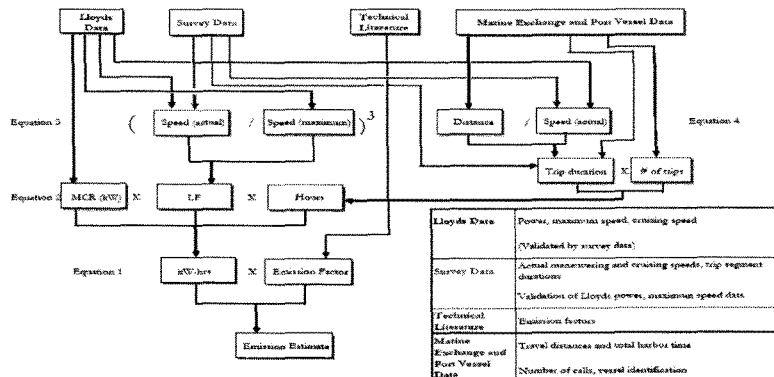 Lloyds Data
Survey Data
Technical Literature
Marine Exchange and Port Vessel Data
Equation 3
(
Speed (actual)
/
Speed (maximum)
)3
Distance
/
Speed (actual)
Equation 4
Trip duration
X
# of trips
Equation 2
MCR (kW)
X
LF
X
Hours
Equation 1
kW-hrs
X
Emission Factor
Emission Estimate
Lloyds Data
Power, maximum speed, cruising speed
(Validated by survey data)
Survey Data
Actual maneuvering and cruising speeds, trip segment
durations
Validation of Lloyds power, maximum speed data
Technical
Literature
Emission factors
Marine
Exchange and
Port Vessel
Data
Travel distances and total harbor time
Number of calls, vessel identification